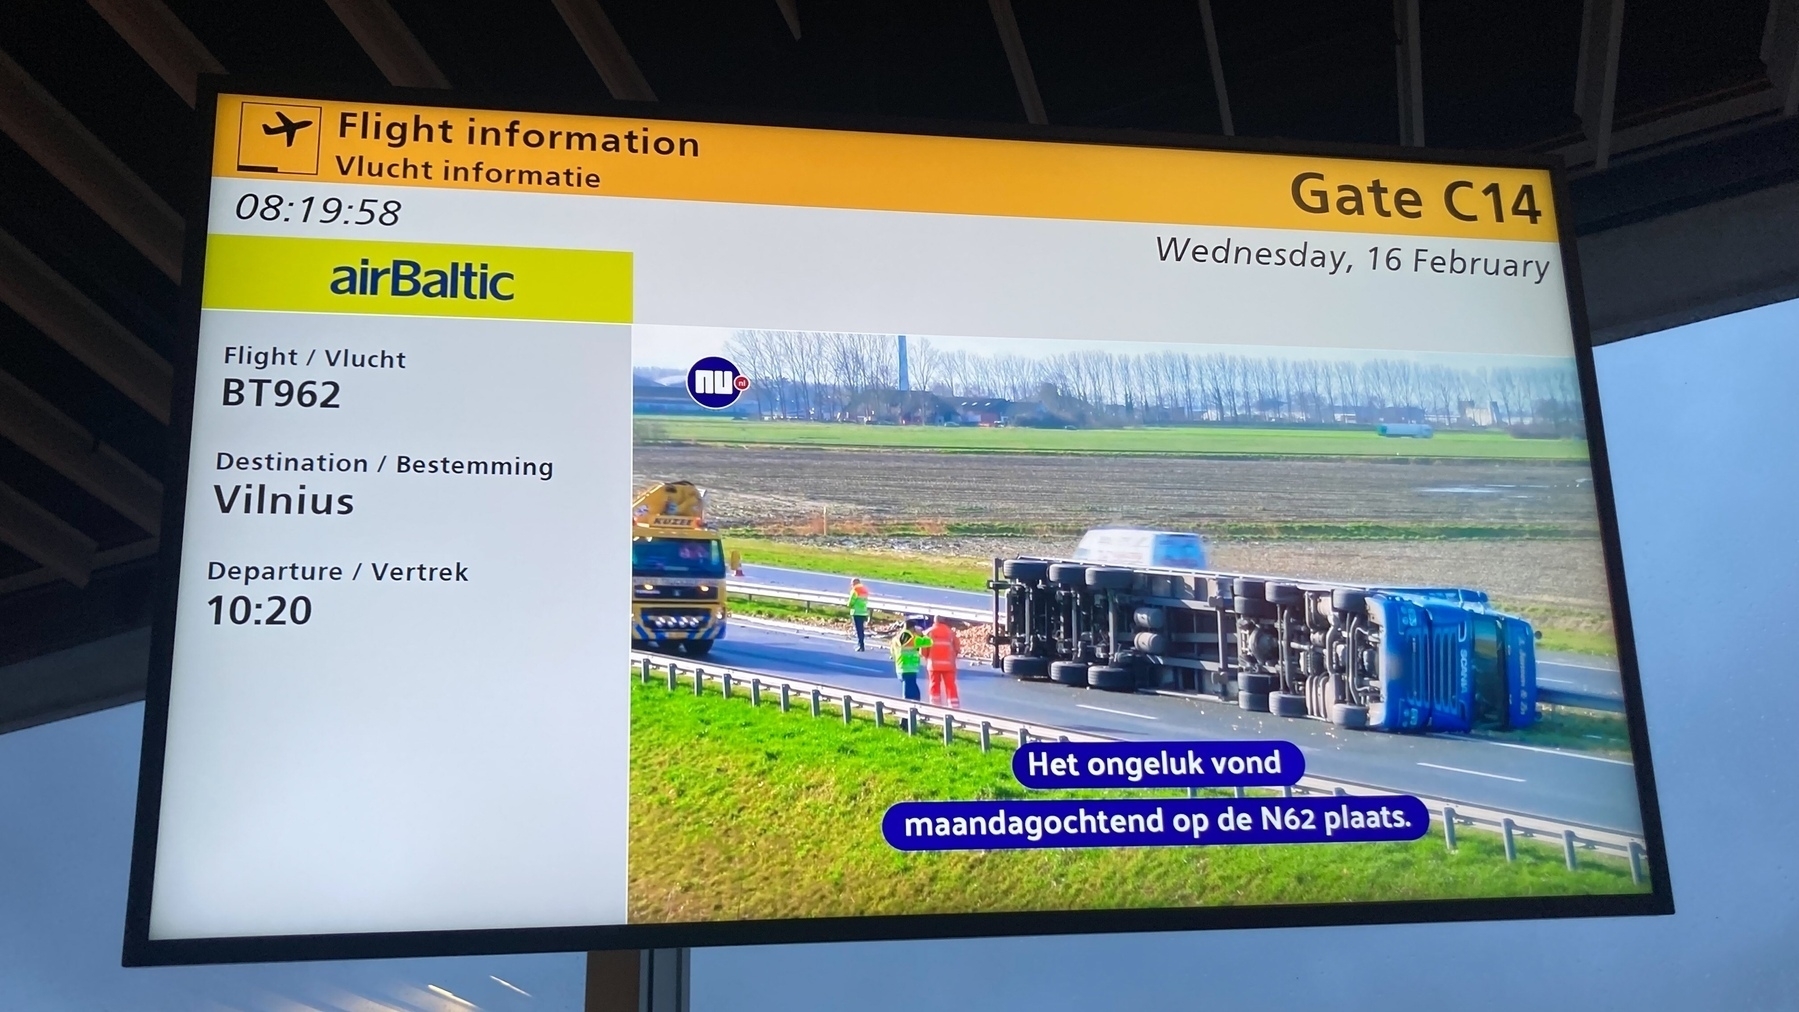 Flight information
Vlucht informatie
Gate C14
08:19:58
Wednesday, 16 February
airBaltic
Flight / Vlucht
BT962
Destination / Bestemming
Vilnius
Departure / Vertrek
10:20
nu.nl
KUZEE
SCANIA
Het ongeluk vond
maandagochtend op de N62 plaats.